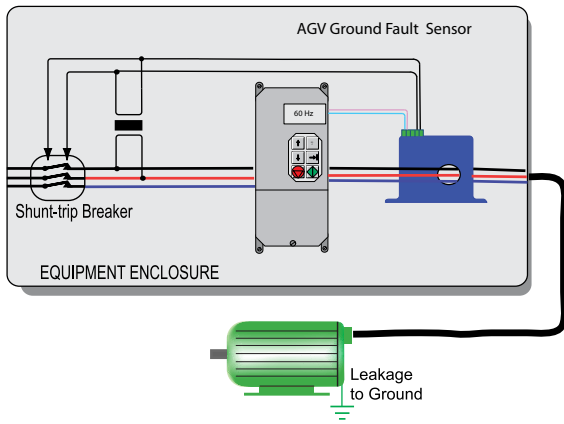 AGV Ground Fault Sensor
60 Hz
Shunt-trip Breaker
EQUIPMENT ENCLOSURE
Leakage
to Ground